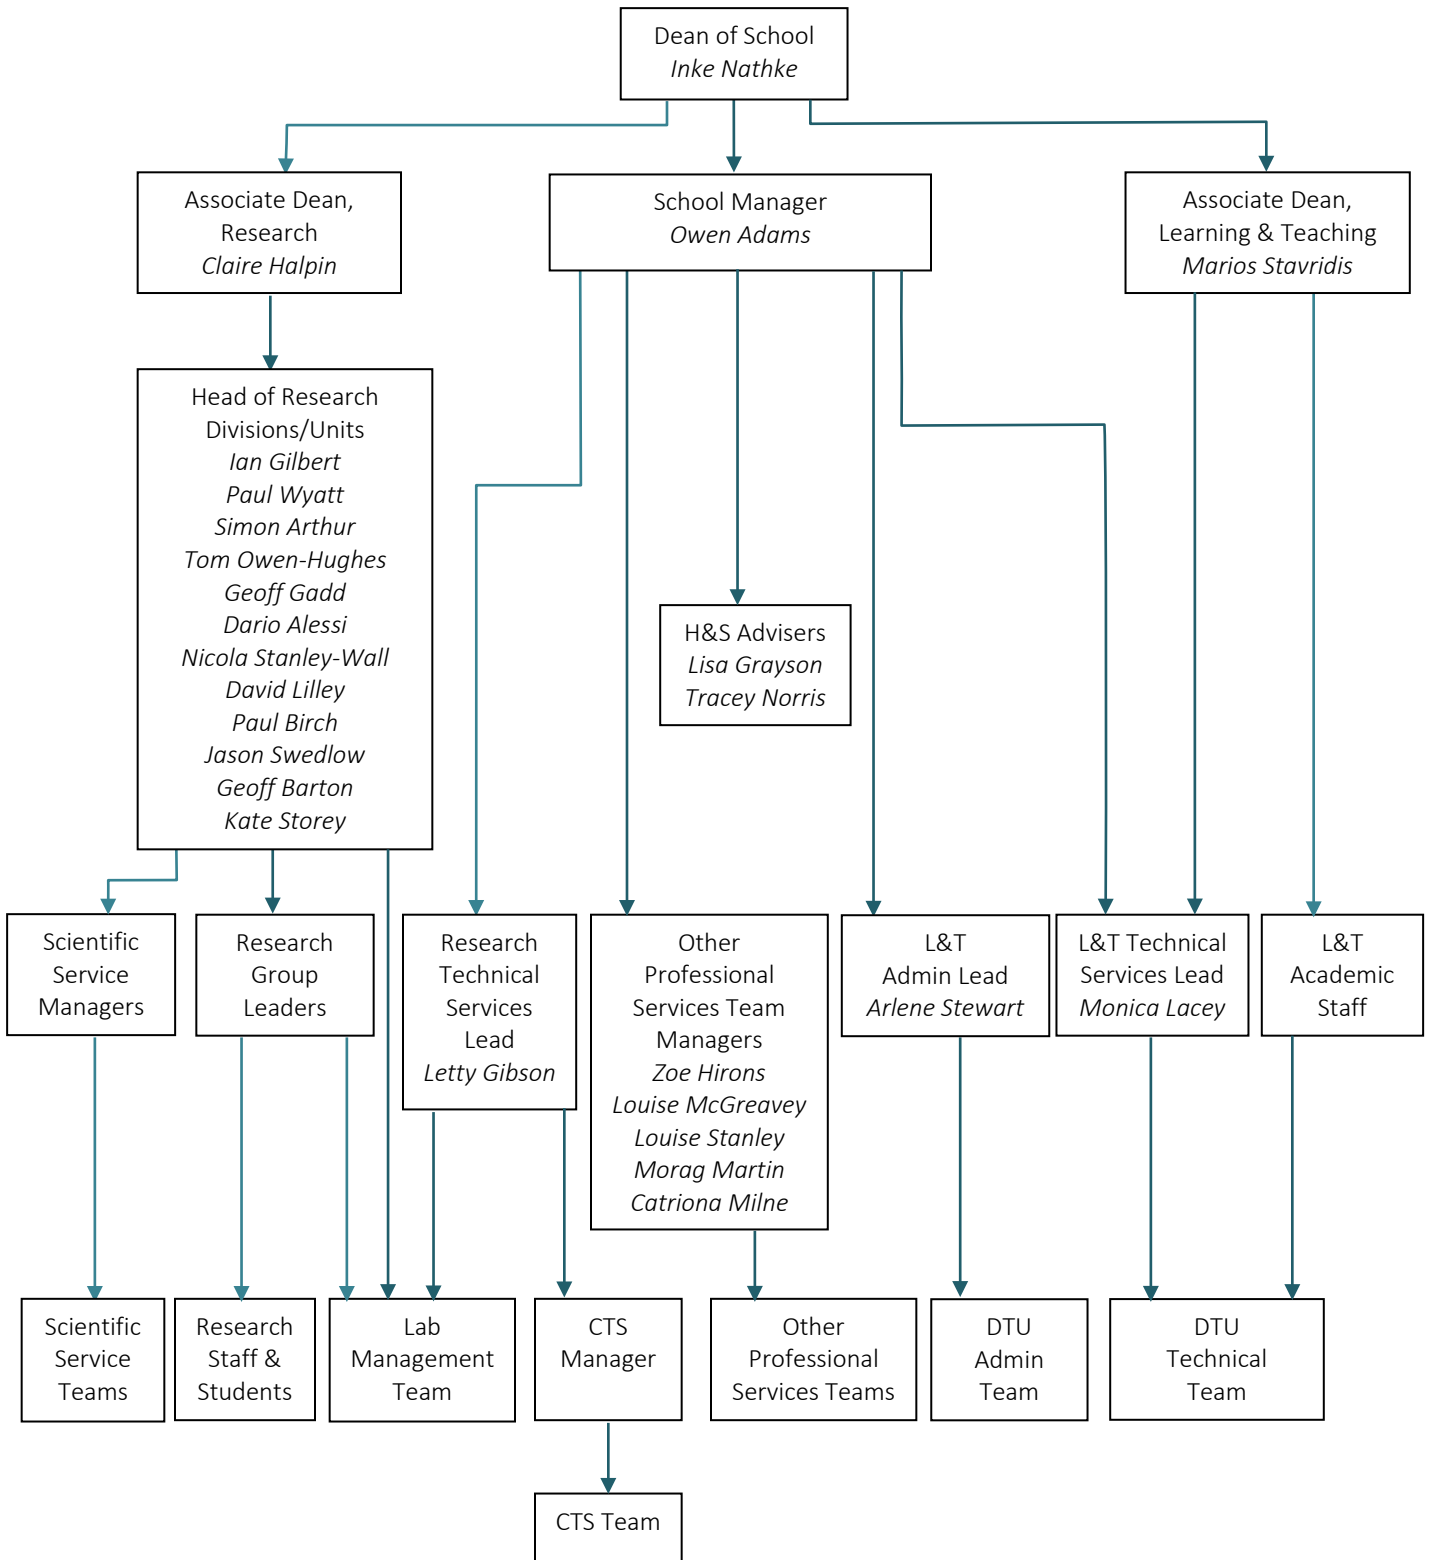 Dean of School
Inke Nathke
Associate Dean,
Research
Claire Halpin
School Manager
Owen Adams
Associate Dean,
Learning & Teaching
Marios Stavridis
Head of Research
Divisions/Units
Ian Gilbert
Paul Wyatt
Simon Arthur
Tom Owen-Hughes
Geoff Gadd
Dario Alessi
Nicola Stanley-Wall
David Lilley
Paul Birch
Jason Swedlow
Geoff Barton
Kate Storey
H&S Advisers
Lisa Grayson
Tracey Norris
Scientific
Service
Managers
Research
Group
Leaders
Research
Technical
Services
Lead
Letty Gibson
Other
Professional
Services Team
Managers
Zoe Hirons
Louise McGreavey
Louise Stanley
Morag Martin
Catriona Milne
L&T
Admin Lead
Arlene Stewart
L&T Technical
Services Lead
Monica Lacey
L&T
Academic
Staff
Scientific
Service
Teams
Research
Staff &
Students
Lab
Management
Team
CTS
Manager
Other
Professional
Services Teams
DTU
Admin
Team
DTU
Technical
Team
CTS Team